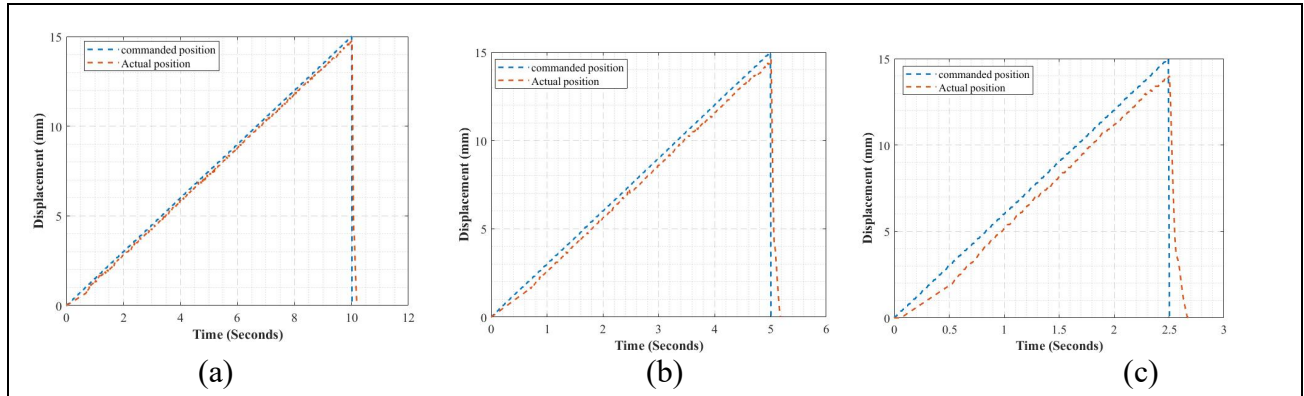 15
10
5
0
Displacement (mm)
commanded position
Actual position
0 2 4 6 8 10 12
Time (Seconds)
(a)
15
10
5
0
Displacement (mm)
commanded position
Actual position
0 1 2 3 4 5 6
Time (Seconds)
(b)
15
10
5
0
Displacement (mm)
commanded position
Actual position
0 0.5 1 1.5 2 2.5 3
Time (Seconds)
(c)